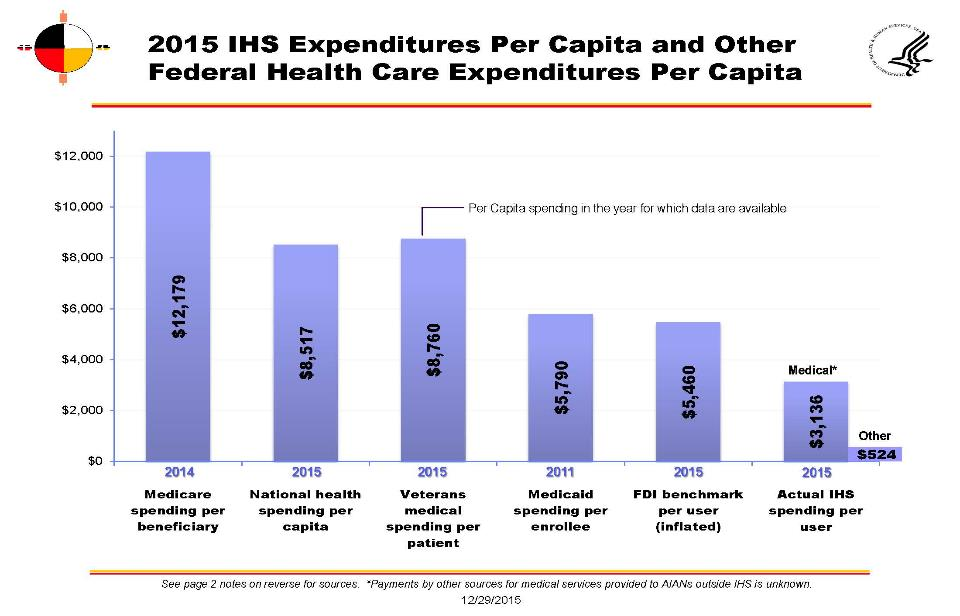 2015 IHS Expenditures Per Capita and Other
Federal Health Care Expenditures Per Capita
$12,000
$10,000
$8,000
$6,000
$4,000
$2,000
$0
Per Capita spending in the year for which data are available
$12,179
$8,517
$8,760
$5,790
$5,460
Medical*
$3,136
Other
$524
2014
2015
2015
2011
2015
2015
Medicare
spending per
beneficiary
National health
spending per
capita
Veterans
medical
spending per
patient
Medicaid
spending per
enrollee
FDI benchmark
per user
(inflated)
Actual IHS
spending per
user
See page 2 notes on reverse for sources. *Payments by other sources for medical services provided to AIANs outside IHS is unknown.
12/29/2015